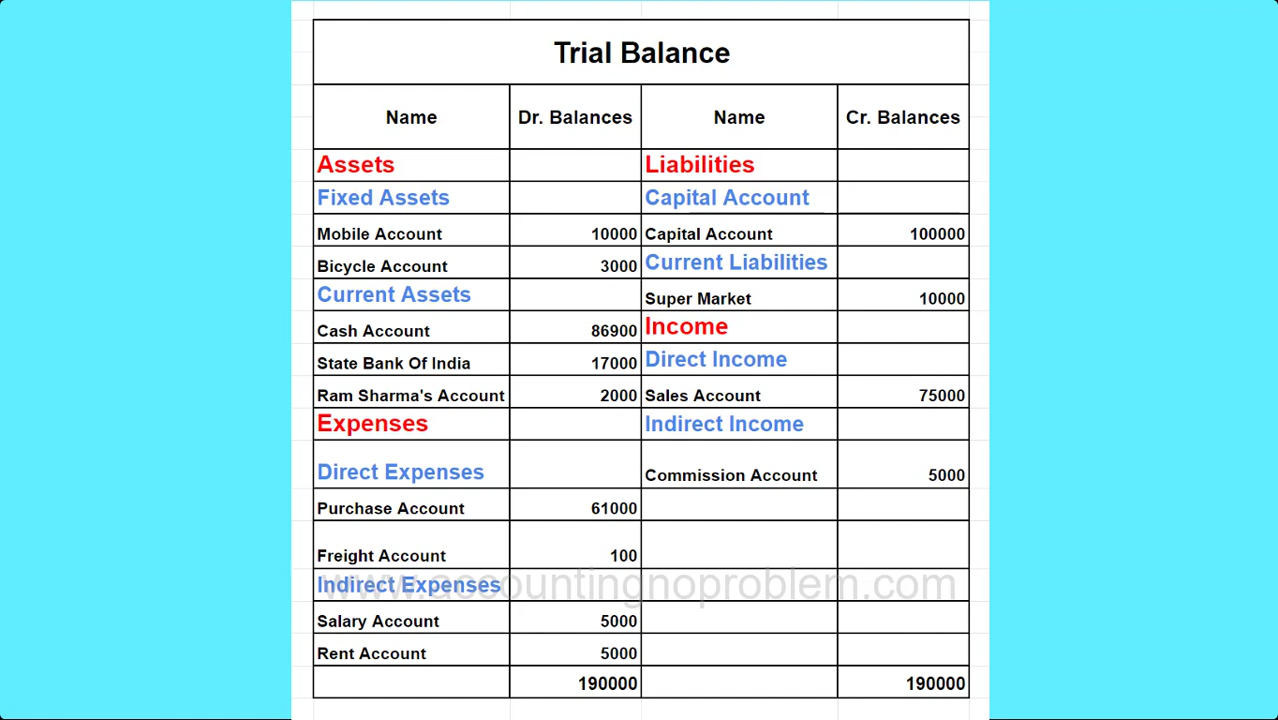 Trial Balance
Name Dr. Balances Name Cr. Balances
Assets Liabilities
Fixed Assets Capital Account
Mobile Account 10000 Capital Account 100000
Bicycle Account 3000 Current Liabilities
Current Assets Super Market 10000
Cash Account 86900 Income
State Bank Of India 17000 Direct Income
Ram Sharma's Account 2000 Sales Account 75000
Expenses Indirect Income
Direct Expenses Commission Account 5000
Purchase Account 61000
Freight Account 100
Indirect Expenses
www.accountingnoproblem.com
Salary Account 5000
Rent Account 5000
190000 190000